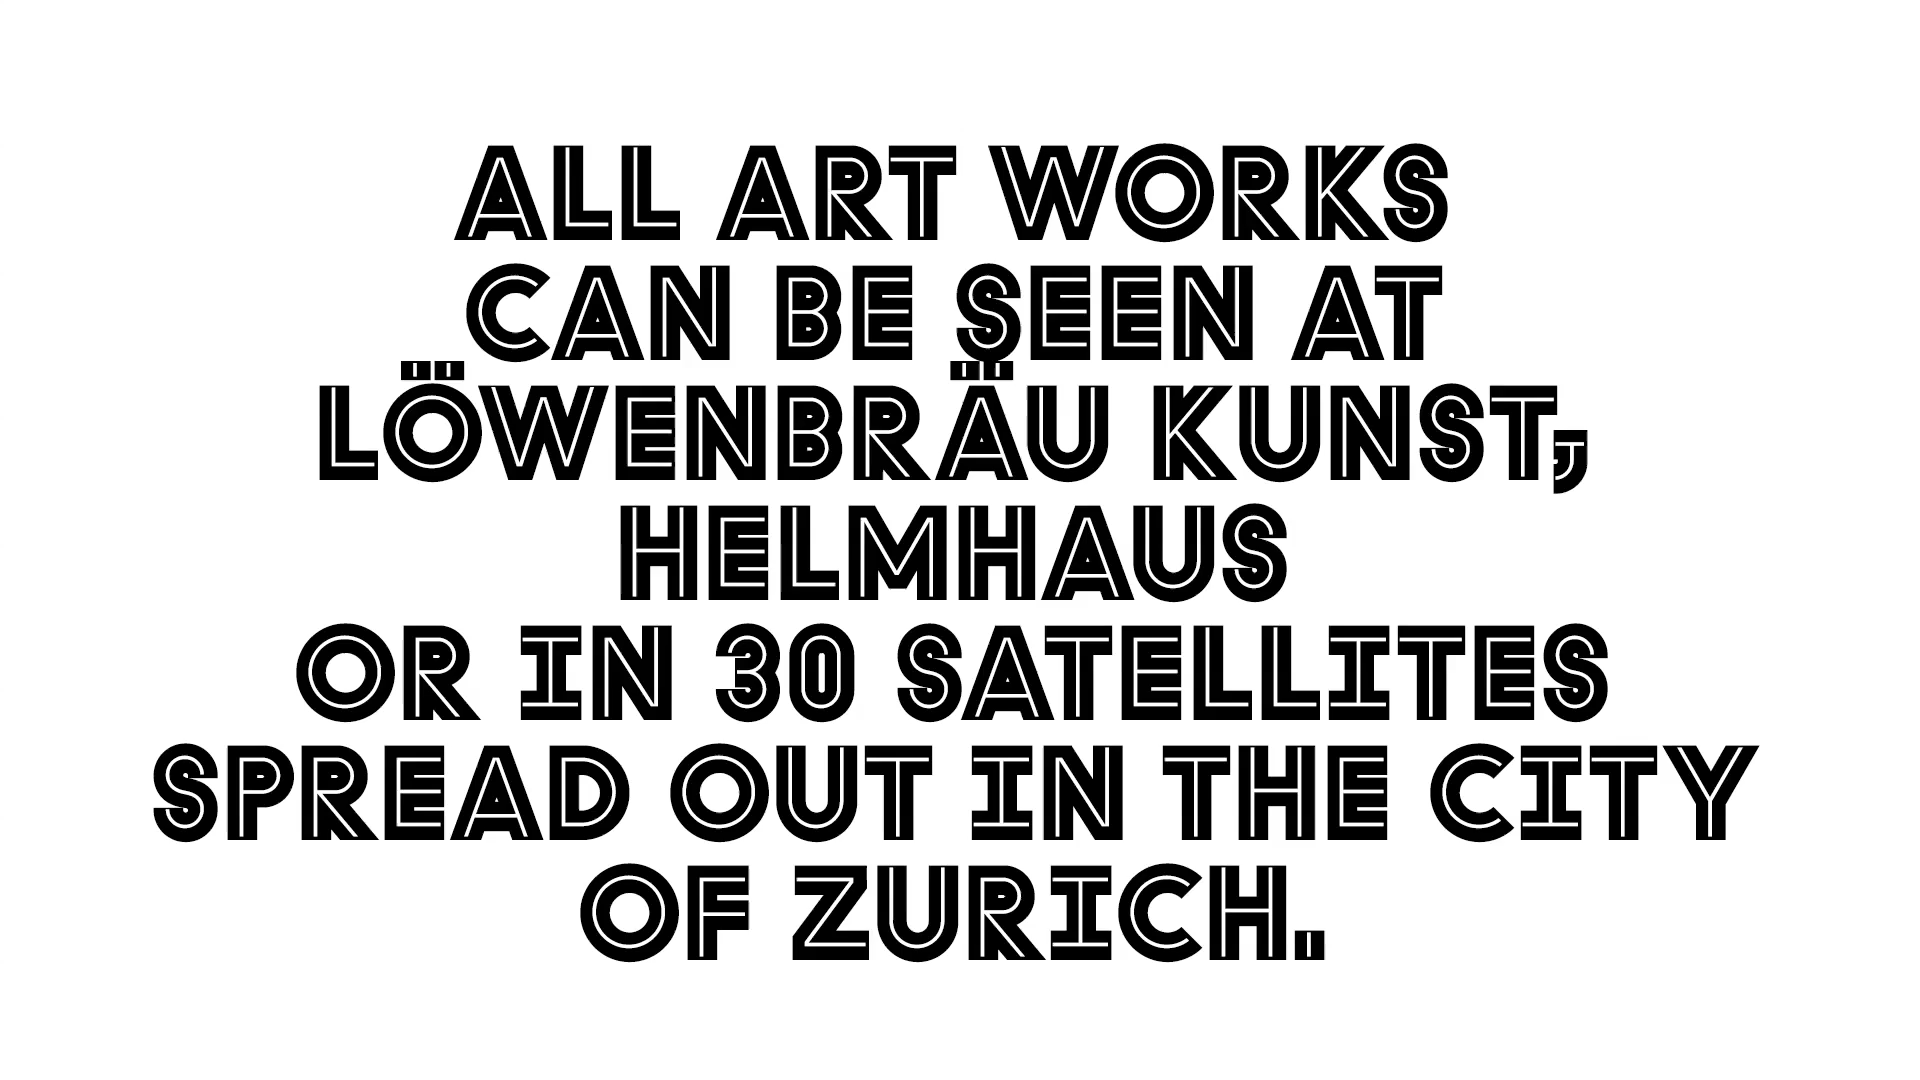 ALL ART WORKS
CAN BE SEEN AT
LÖWENBRÄU KUNST,
HELMHAUS
OR IN 30 SATELLITES
SPREAD OUT IN THE CITY
OF ZURICH.